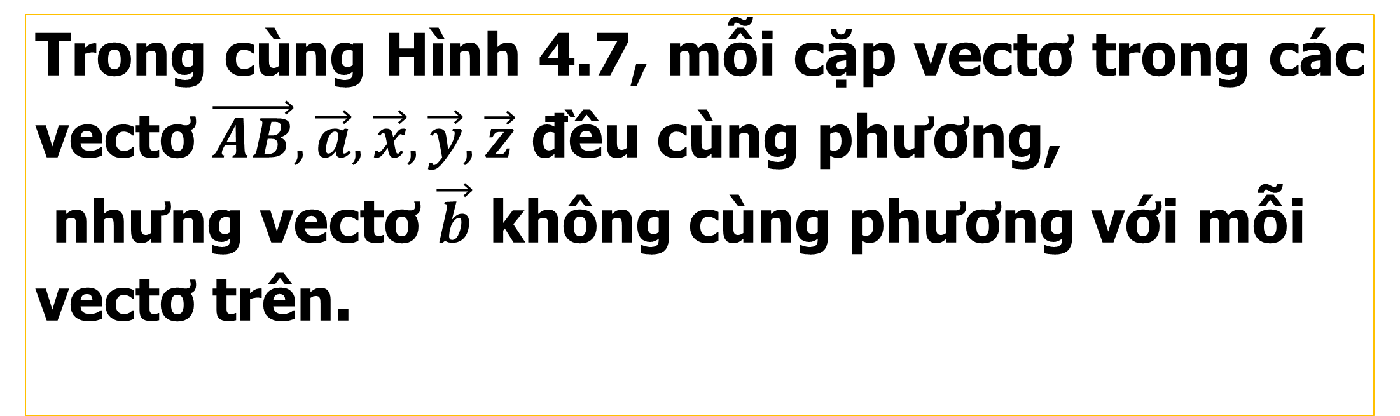 Trong cùng Hình 4.7, mỗi cặp vectơ trong các
vectơ $\overrightarrow{AB}, \vec{a}, \vec{x}, \vec{y}, \vec{z}$ đều cùng phương,
nhưng vectơ $\vec{b}$ không cùng phương với mỗi
vectơ trên.